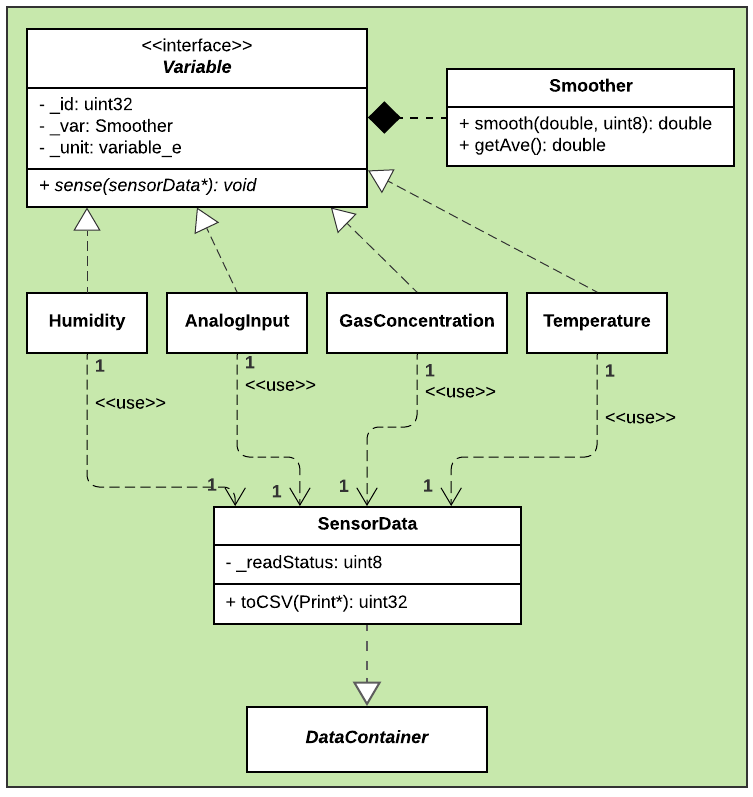 <<interface>>
Variable
- _id: uint32
- _var: Smoother
- _unit: variable_e
+ sense(sensorData*): void
Smoother
+ smooth(double, uint8): double
+ getAve(): double
Humidity
AnalogInput
GasConcentration
Temperature
1
1
1
1
<<use>>
<<use>>
<<use>>
<<use>>
1
1
1
1
SensorData
- _readStatus: uint8
+ toCSV(Print*): uint32
DataContainer